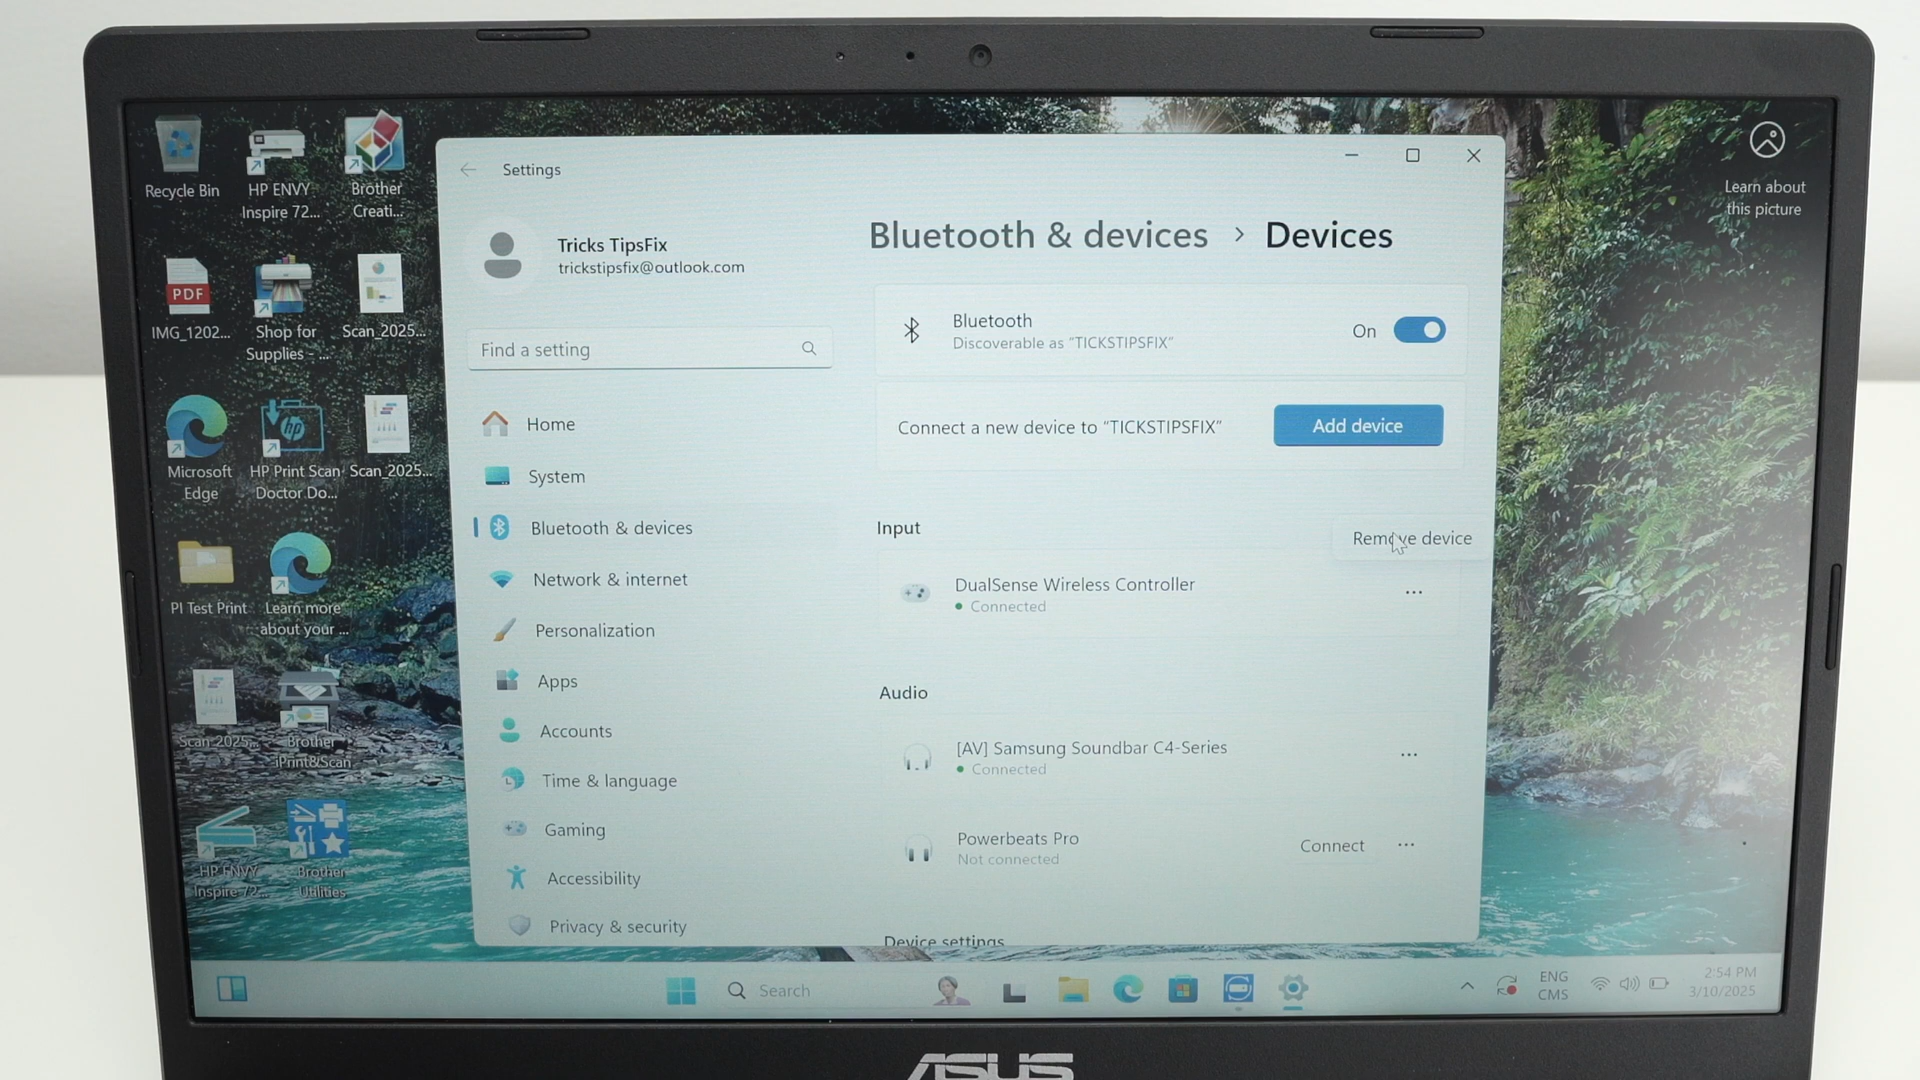 Recycle Bin
HP ENVY
Inspire 72...
Brother
Creati...
PDF
IMG_1202...
Shop for
Supplies - ...
Scan_2025...
Microsoft
Edge
hp
HP Print Scan
Doctor Do...
Scan_2025...
PI Test Print
Learn more
about your ...
Scan_2025...
Brother
iPrint&Scan
HP ENVY
Inspire 72...
Brother
Utilities
Learn about
this picture
Settings
Tricks TipsFix
trickstipsfix@outlook.com
Find a setting
Home
System
Bluetooth & devices
Network & internet
Personalization
Apps
Accounts
Time & language
Gaming
Accessibility
Privacy & security
Bluetooth & devices > Devices
Bluetooth
Discoverable as “TICKSTIPSFIX”
On
Connect a new device to “TICKSTIPSFIX”
Add device
Input
Remove device
DualSense Wireless Controller
Connected
...
Audio
[AV] Samsung Soundbar C4-Series
Connected
...
Powerbeats Pro
Not connected
Connect
...
Device settings
Search
ENG
CMS
2:54 PM
3/10/2025
ASUS